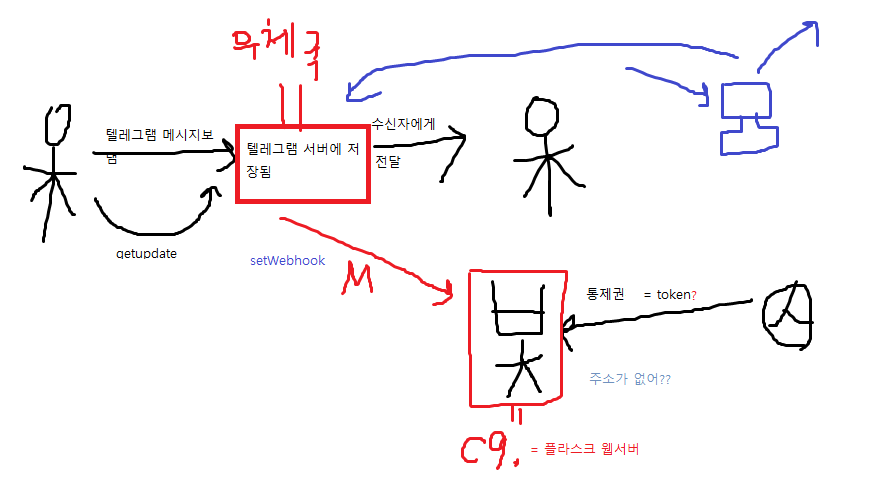 우체국
텔레그램 메시지보
냄
텔레그램 서버에 저
장됨
수신자에게
전달
getupdate
setWebhook
M
통제권 = token?
주소가 없어??
C9.
= 플라스크 웹서버